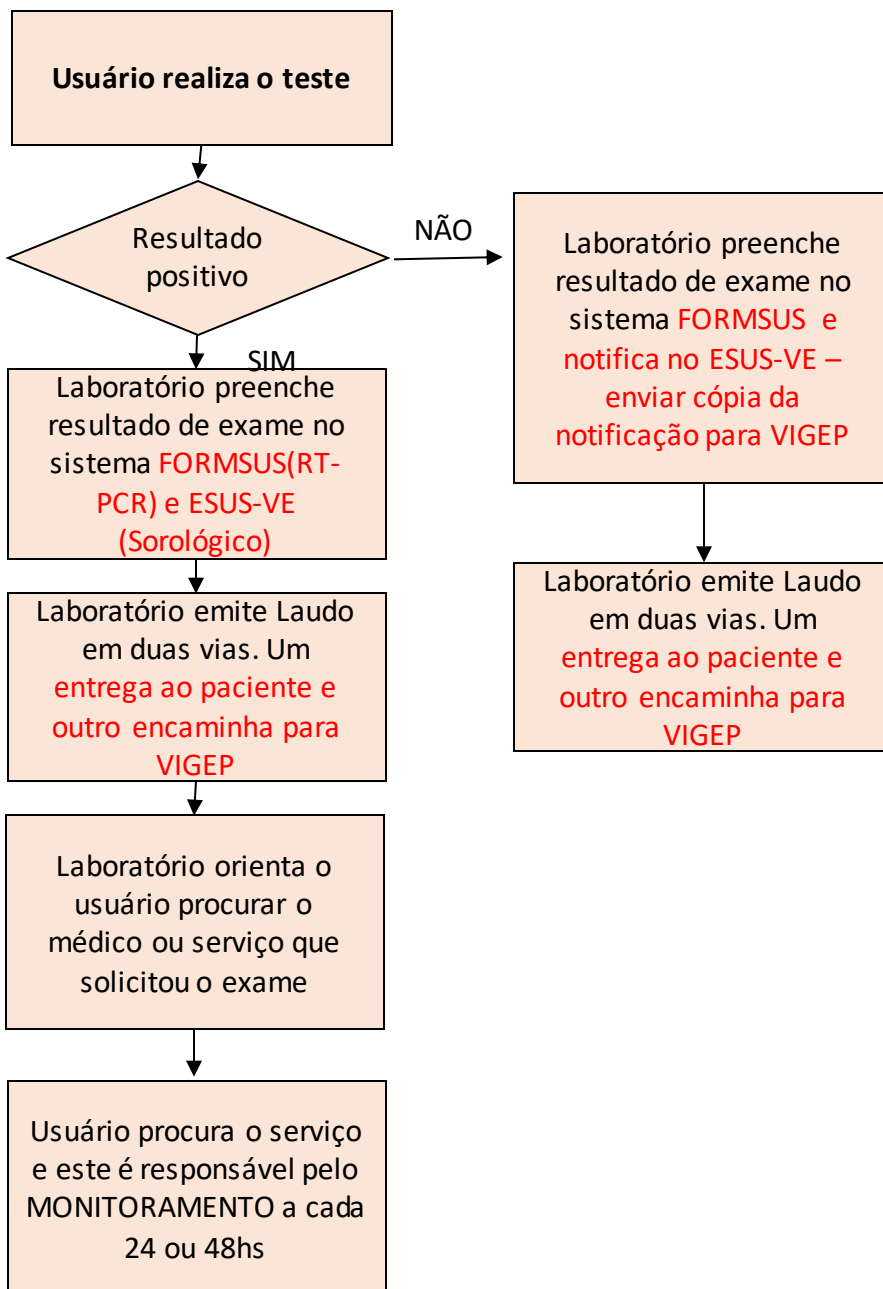 Usuário realiza o teste
Resultado
positivo
NÃO
Laboratório preenche
resultado de exame no
sistema FORMSUS e
notifica no ESUS-VE –
enviar cópia da
notificação para VIGEP
Laboratório emite Laudo
em duas vias. Um
entrega ao paciente e
outro encaminha para
VIGEP
SIM
Laboratório preenche
resultado de exame no
sistema FORMSUS(RT-
PCR) e ESUS-VE
(Sorológico)
Laboratório emite Laudo
em duas vias. Um
entrega ao paciente e
outro encaminha para
VIGEP
Laboratório orienta o
usuário procurar o
médico ou serviço que
solicitou o exame
Usuário procura o serviço
e este é responsável pelo
MONITORAMENTO a cada
24 ou 48hs